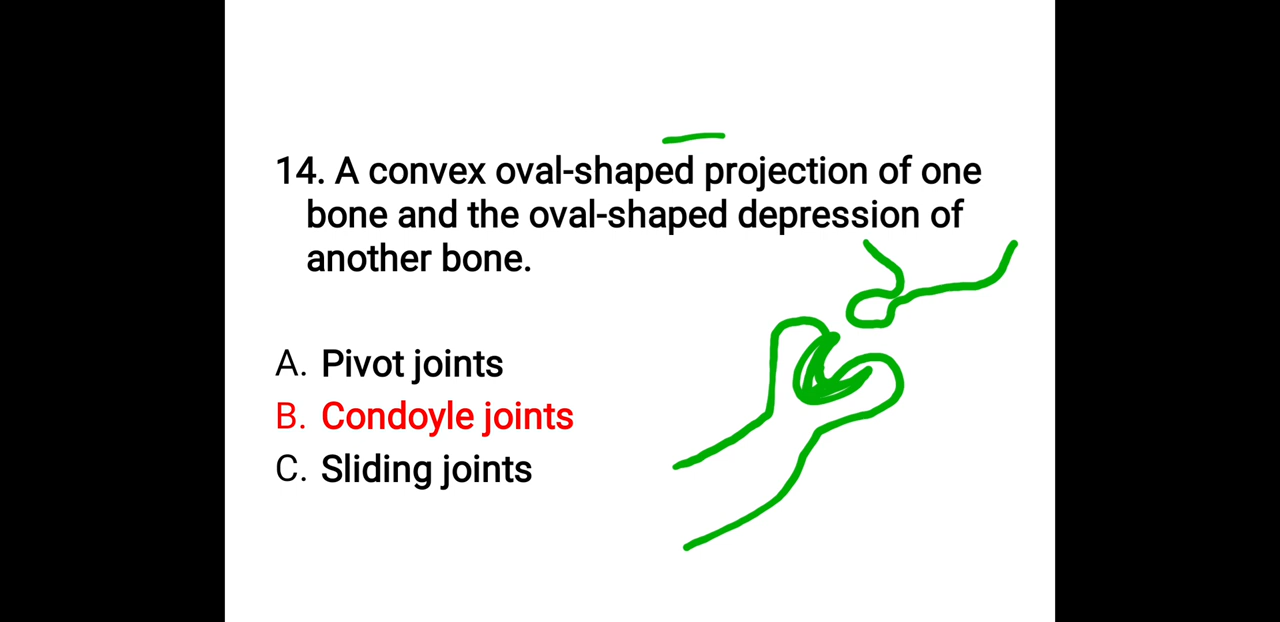 14. A convex oval-shaped projection of one
bone and the oval-shaped depression of
another bone.
A. Pivot joints
B. Condoyle joints
C. Sliding joints